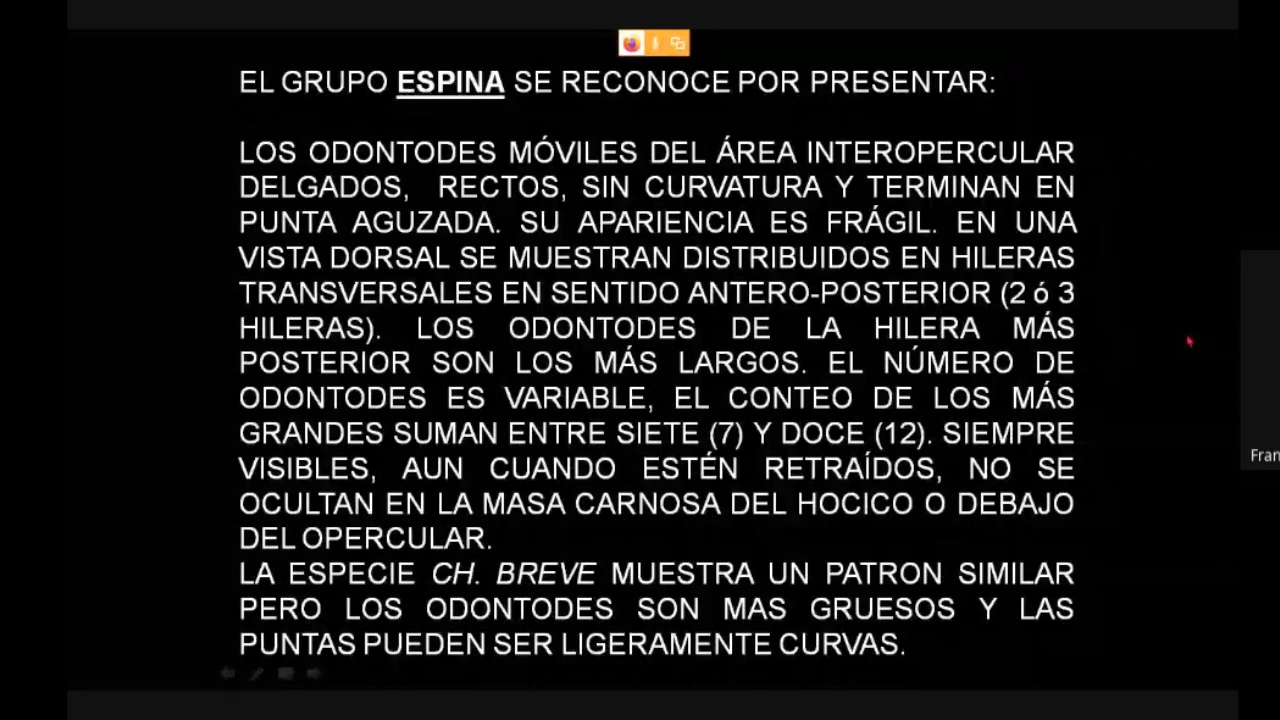 EL GRUPO ESPINA SE RECONOCE POR PRESENTAR:
LOS ODONTODES MÓVILES DEL ÁREA INTEROPERCULAR
DELGADOS, RECTOS, SIN CURVATURA Y TERMINAN EN
PUNTA AGUZADA. SU APARIENCIA ES FRÁGIL. EN UNA
VISTA DORSAL SE MUESTRAN DISTRIBUIDOS EN HILERAS
TRANSVERSALES EN SENTIDO ANTERO-POSTERIOR (2 ó 3
HILERAS). LOS ODONTODES DE LA HILERA MÁS
POSTERIOR SON LOS MÁS LARGOS. EL NÚMERO DE
ODONTODES ES VARIABLE, EL CONTEO DE LOS MÁS
GRANDES SUMAN ENTRE SIETE (7) Y DOCE (12). SIEMPRE
VISIBLES, AUN CUANDO ESTÉN RETRAÍDOS, NO SE
OCULTAN EN LA MASA CARNOSA DEL HOCICO O DEBAJO
DEL OPERCULAR.
LA ESPECIE CH. BREVE MUESTRA UN PATRON SIMILAR
PERO LOS ODONTODES SON MAS GRUESOS Y LAS
PUNTAS PUEDEN SER LIGERAMENTE CURVAS.
Fran